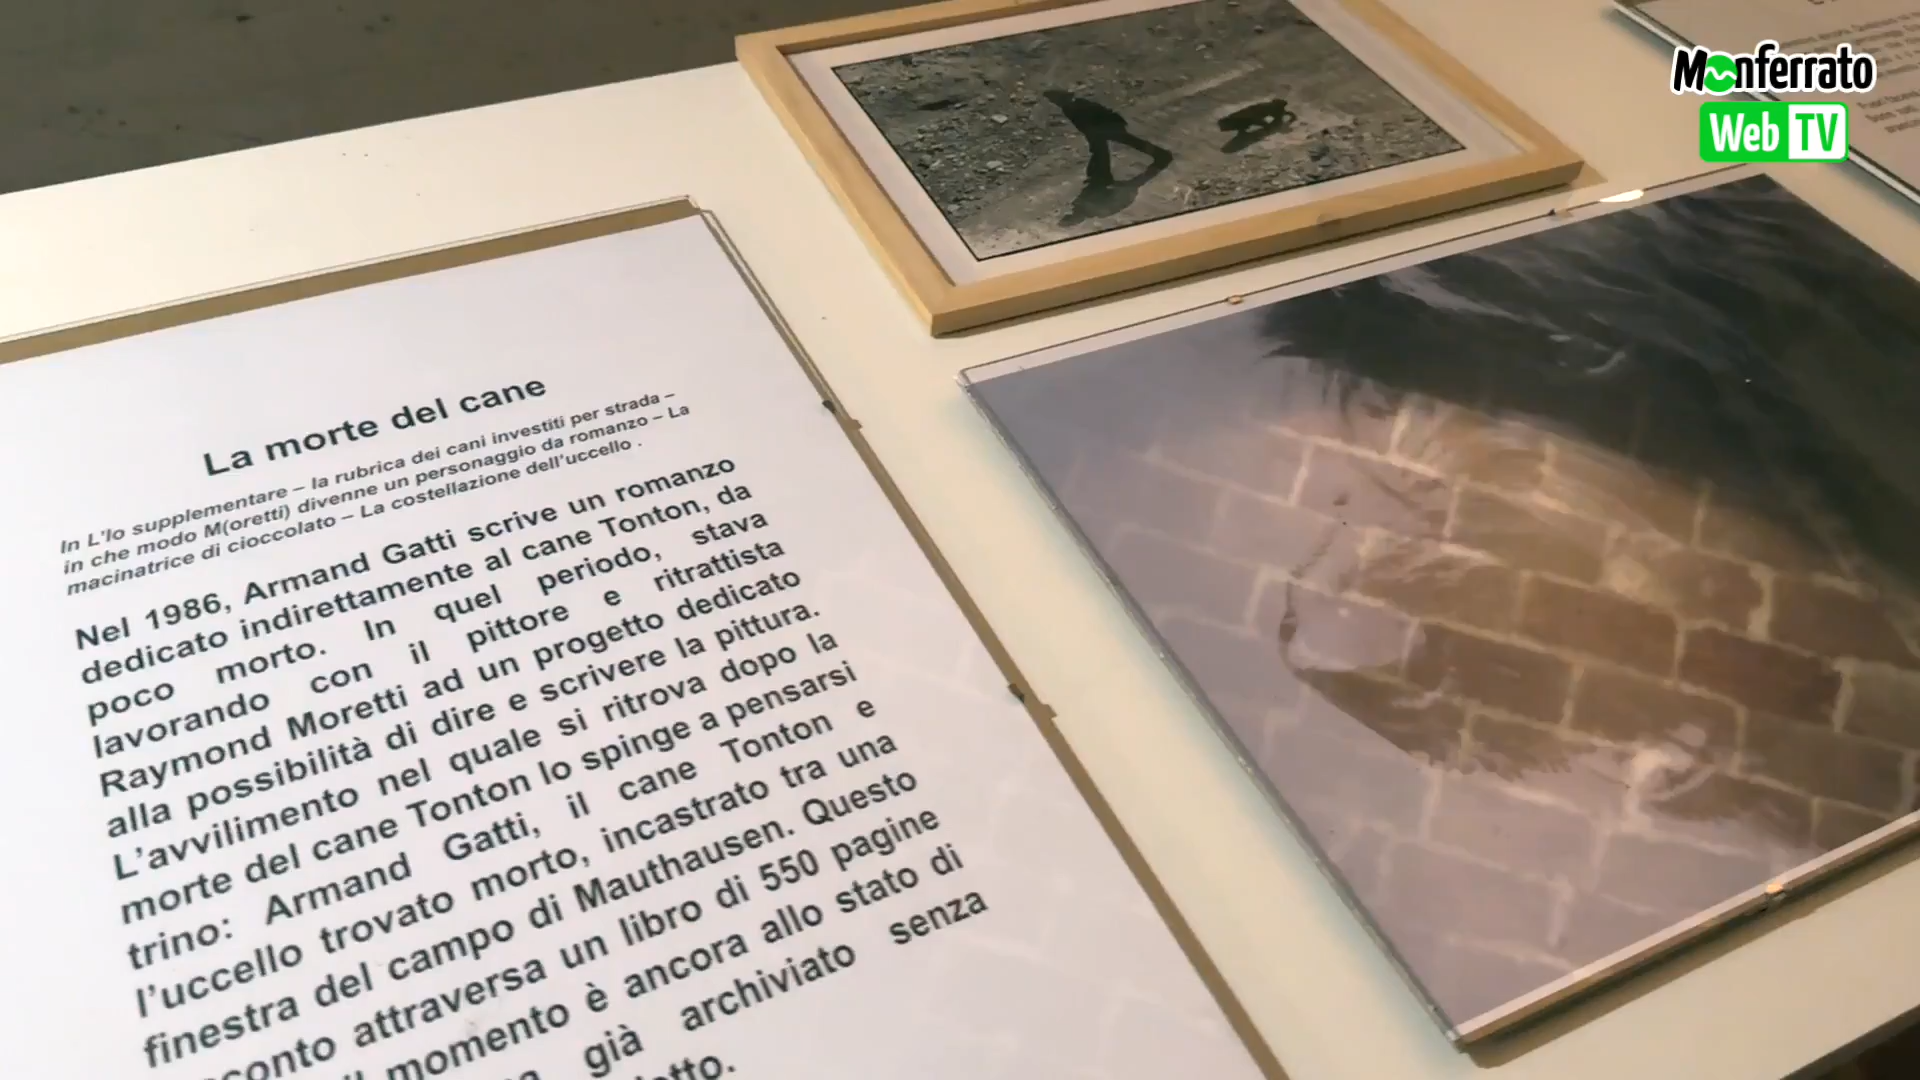 La morte del cane
In L'Io supplementare – la rubrica dei cani investiti per strada –
in che modo M(oretti) divenne un personaggio da romanzo – La
macinatrice di cioccolato – La costellazione dell'uccello .
Nel 1986, Armand Gatti scrive un romanzo
dedicato indirettamente al cane Tonton, da
poco morto. In quel periodo, stava
lavorando con il pittore e ritrattista
Raymond Moretti ad un progetto dedicato
alla possibilità di dire e scrivere la pittura.
L'avvilimento nel quale si ritrova dopo la
morte del cane Tonton lo spinge a pensarsi
trino: Armand Gatti, il cane Tonton e
l'uccello trovato morto, incastrato tra una
finestra del campo di Mauthausen. Questo
attraversa un libro di 550 pagine
momento è ancora allo stato di
già archiviato senza
Monferrato
Web TV